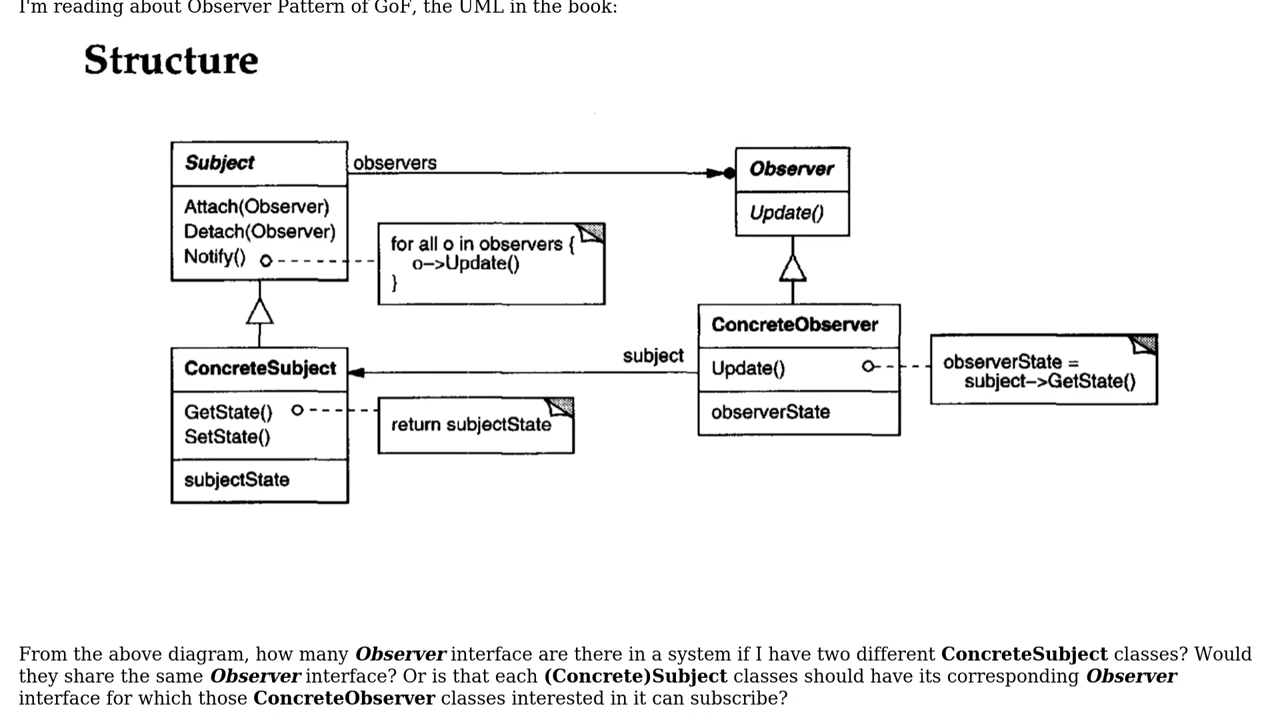 I'm reading about Observer Pattern of GoF, the UML in the book:
Structure
Subject
observers
Observer
Attach(Observer)
Detach(Observer)
Notify()
for all o in observers {
o->Update()
}
Update()
ConcreteSubject
subject
ConcreteObserver
Update()
observerState =
subject->GetState()
GetState()
SetState()
return subjectState
observerState
subjectState
From the above diagram, how many Observer interface are there in a system if I have two different ConcreteSubject classes? Would
they share the same Observer interface? Or is that each (Concrete)Subject classes should have its corresponding Observer
interface for which those ConcreteObserver classes interested in it can subscribe?